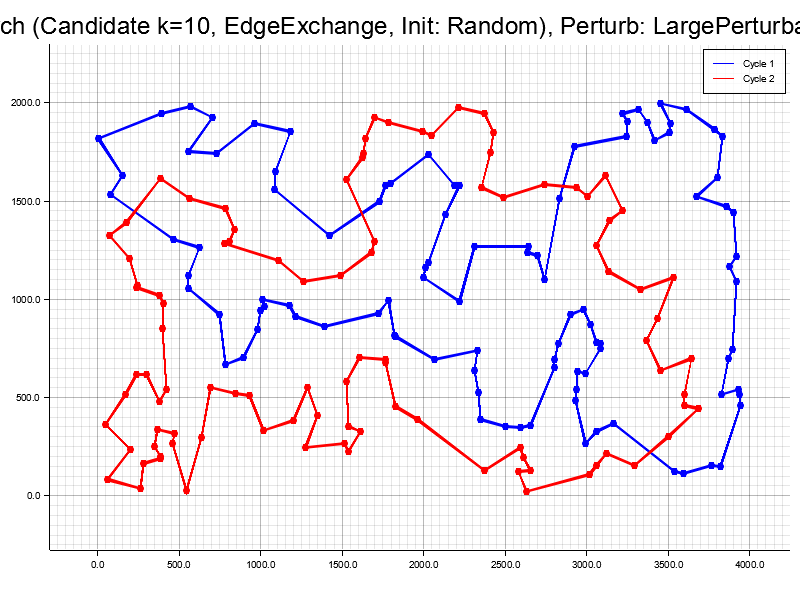 ch (Candidate k=10, EdgeExchange, Init: Random), Perturb: LargePerturba
Cycle 1
Cycle 2
2000.0
1500.0
1000.0
500.0
0.0
0.0 500.0 1000.0 1500.0 2000.0 2500.0 3000.0 3500.0 4000.0